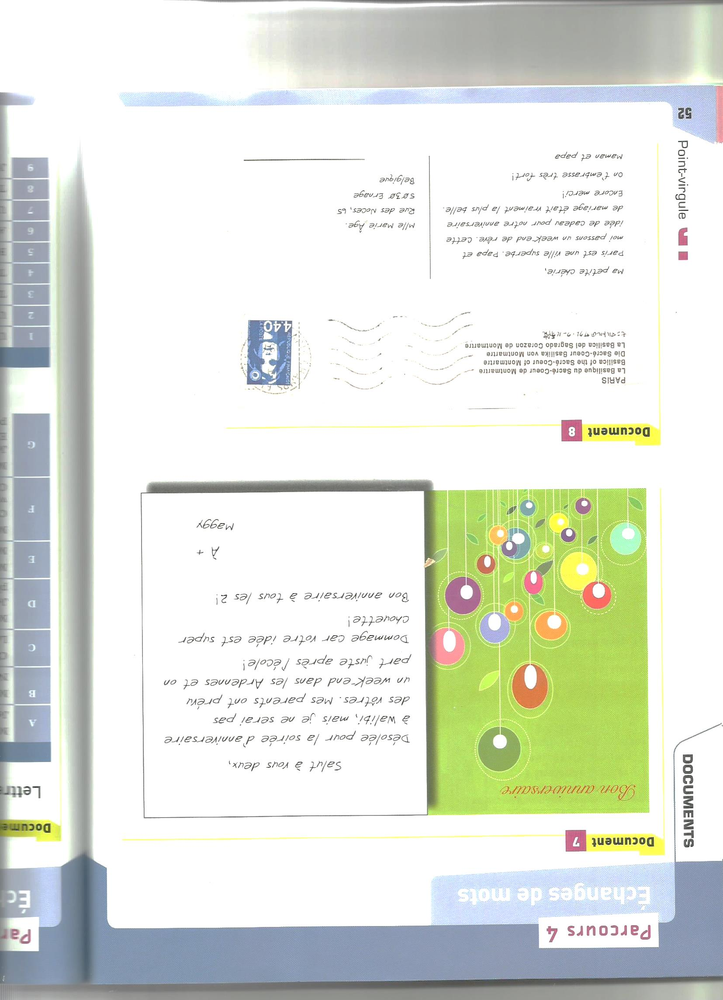 Parcours 4
Échanges de mots
DOCUMENTS
Document 7
Bon anniversaire
Salut à vous deux,
Désolée pour la soirée d'anniversaire
à Walibi, mais je ne serai pas
des vôtres. Mes parents ont prévu
un week-end dans les Ardennes et on
part juste après l'école!
Dommage car votre idée est super
chouette!
Bon anniversaire à tous les 2!
À +
Maggy
Document 8
PARIS
La Basilique du Sacré-Coeur de Montmartre
Basilica of the Sacré-Coeur of Montmartre
Die Sacré-Coeur Basilika von Montmartre
La Basilica del Sagrado Corazon de Montmartre
REPUBLIQUE FRANÇAISE
LA POSTE
4.40
Ma petite chérie,
Paris est une ville superbe. Papa et
moi passons un week-end de rêve. Cette
idée de cadeau pour notre anniversaire
de mariage était vraiment la plus belle.
Encore merci!
On t'embrasse très fort!
Maman et papa
Mlle Marie Âge.
Rue des Noces, 65
5030 Ernage
Belgique
52
Point-virgule
Par
Éch
Docume
Lettre
A
B
C
D
E
F
G
1
2
3
4
5
6
7
8
9